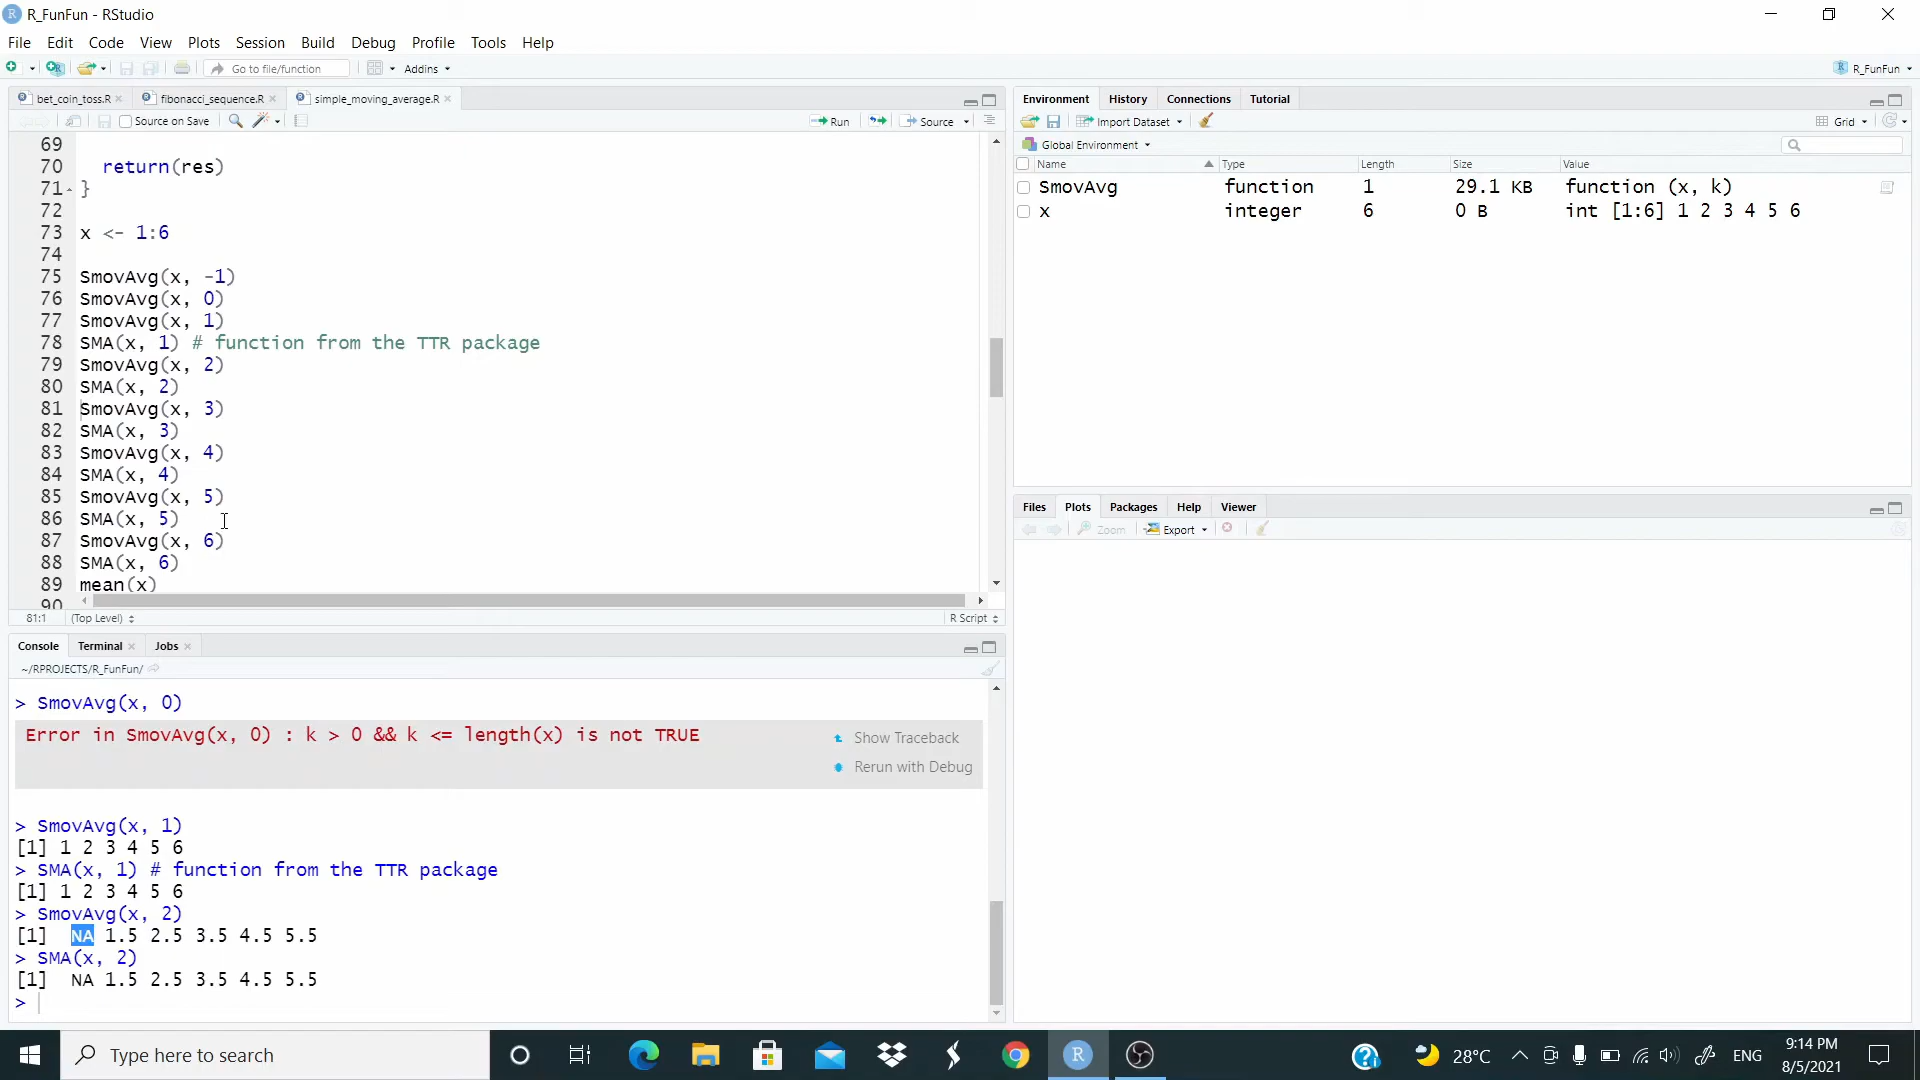 R_FunFun - RStudio
File Edit Code View Plots Session Build Debug Profile Tools Help
Go to file/function Addins R_FunFun
bet_coin_toss.R fibonacci_sequence.R simple_moving_average.R
Source on Save Run Source
69
70 return(res)
71 }
72
73 x <- 1:6
74
75 SmovAvg(x, -1)
76 SmovAvg(x, 0)
77 SmovAvg(x, 1)
78 SMA(x, 1) # function from the TTR package
79 SmovAvg(x, 2)
80 SMA(x, 2)
81 SmovAvg(x, 3)
82 SMA(x, 3)
83 SmovAvg(x, 4)
84 SMA(x, 4)
85 SmovAvg(x, 5)
86 SMA(x, 5)
87 SmovAvg(x, 6)
88 SMA(x, 6)
89 mean(x)
90
81:1 (Top Level) R Script
Console Terminal Jobs
~/RPROJECTS/R_FunFun/
> SmovAvg(x, 0)
Error in SmovAvg(x, 0) : k > 0 && k <= length(x) is not TRUE
Show Traceback
Rerun with Debug
> SmovAvg(x, 1)
[1] 1 2 3 4 5 6
> SMA(x, 1) # function from the TTR package
[1] 1 2 3 4 5 6
> SmovAvg(x, 2)
[1] NA 1.5 2.5 3.5 4.5 5.5
> SMA(x, 2)
[1] NA 1.5 2.5 3.5 4.5 5.5
>
Environment History Connections Tutorial
Import Dataset Grid
Global Environment
Name Type Length Size Value
SmovAvg function 1 29.1 KB function (x, k)
x integer 6 0 B int [1:6] 1 2 3 4 5 6
Files Plots Packages Help Viewer
Zoom Export
Type here to search
28°C ENG
9:14 PM
8/5/2021